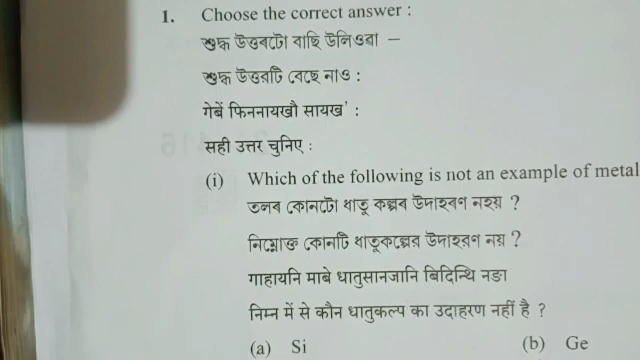 1. Choose the correct answer :
শুদ্ধ উত্তৰটো বাছি উলিওৱা —
শুদ্ধ উত্তরটি বেছে নাও :
गेबें फिननायखौ सायख' :
सही उत्तर चुनिए :
(i) Which of the following is not an example of metal
তলৰ কোনটো ধাতু কল্পৰ উদাহৰণ নহয় ?
নিম্নোক্ত কোনটি ধাতুকল্পের উদাহরণ নয় ?
गाहायनि माबे धातुसानजानि बिदिन्थि नङा
निम्न में से कौन धातुकल्प का उदाहरण नहीं है ?
(a) Si (b) Ge